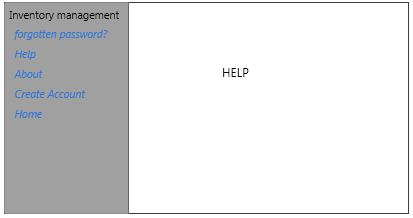 Inventory management
forgotten password?
Help
About
Create Account
Home
HELP